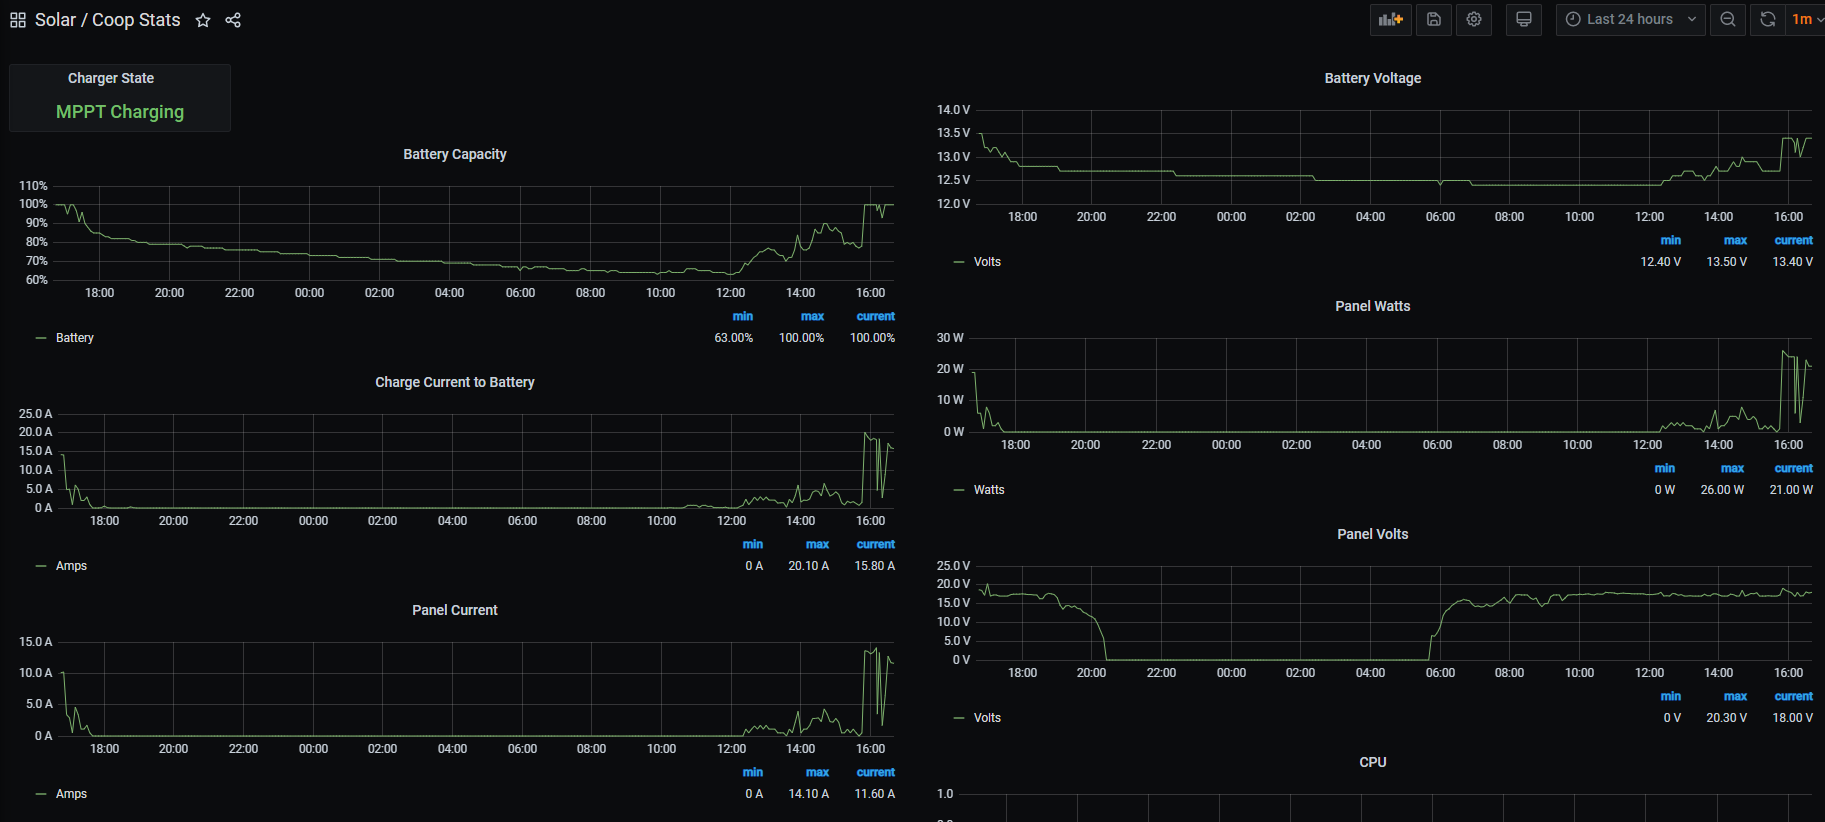 Solar / Coop Stats
Last 24 hours
1m
Charger State
MPPT Charging
Battery Capacity
110%
100%
90%
80%
70%
60%
18:00 20:00 22:00 00:00 02:00 04:00 06:00 08:00 10:00 12:00 14:00 16:00
min max current
Battery 63.00% 100.00% 100.00%
Charge Current to Battery
25.0 A
20.0 A
15.0 A
10.0 A
5.0 A
0 A
18:00 20:00 22:00 00:00 02:00 04:00 06:00 08:00 10:00 12:00 14:00 16:00
min max current
Amps 0 A 20.10 A 15.80 A
Panel Current
15.0 A
10.0 A
5.0 A
0 A
18:00 20:00 22:00 00:00 02:00 04:00 06:00 08:00 10:00 12:00 14:00 16:00
min max current
Amps 0 A 14.10 A 11.60 A
Battery Voltage
14.0 V
13.5 V
13.0 V
12.5 V
12.0 V
18:00 20:00 22:00 00:00 02:00 04:00 06:00 08:00 10:00 12:00 14:00 16:00
min max current
Volts 12.40 V 13.50 V 13.40 V
Panel Watts
30 W
20 W
10 W
0 W
18:00 20:00 22:00 00:00 02:00 04:00 06:00 08:00 10:00 12:00 14:00 16:00
min max current
Watts 0 W 26.00 W 21.00 W
Panel Volts
25.0 V
20.0 V
15.0 V
10.0 V
5.0 V
0 V
18:00 20:00 22:00 00:00 02:00 04:00 06:00 08:00 10:00 12:00 14:00 16:00
min max current
Volts 0 V 20.30 V 18.00 V
CPU
1.0